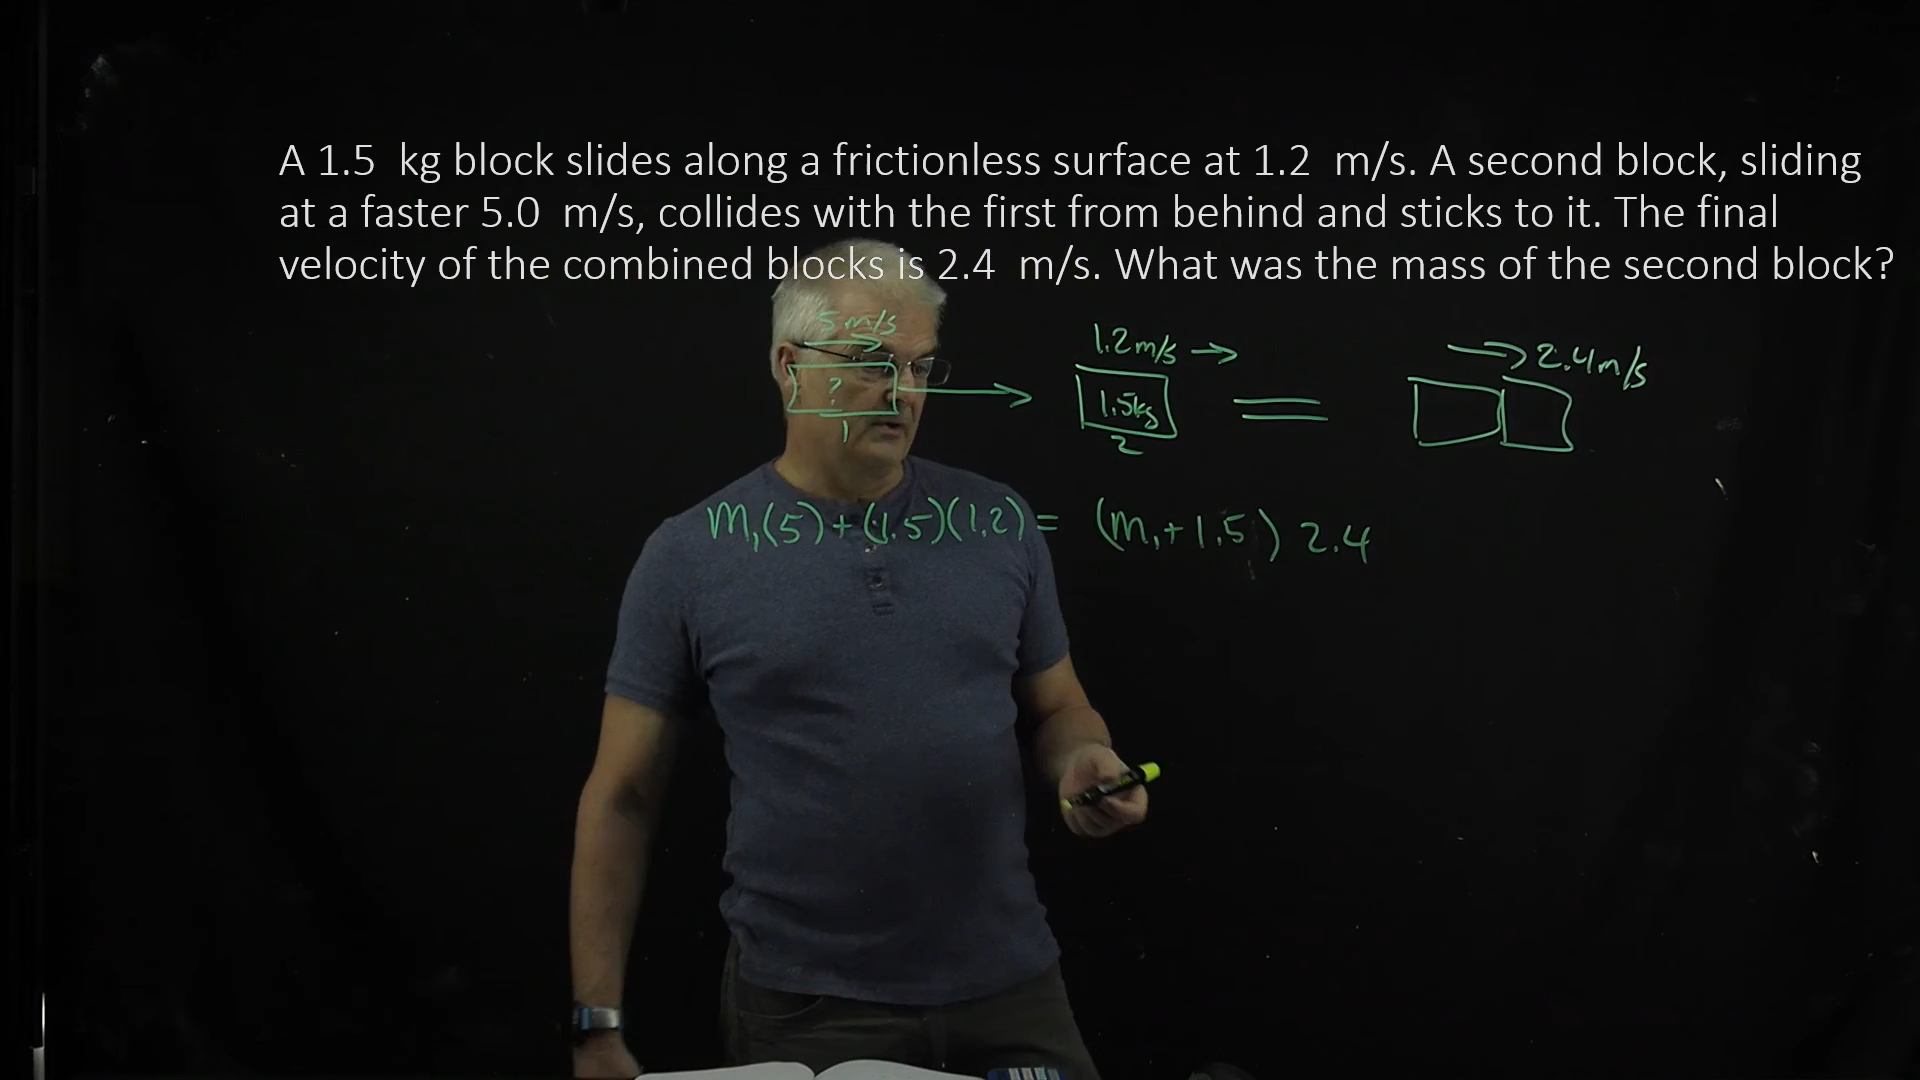 A 1.5 kg block slides along a frictionless surface at 1.2 m/s. A second block, sliding
at a faster 5.0 m/s, collides with the first from behind and sticks to it. The final
velocity of the combined blocks is 2.4 m/s. What was the mass of the second block?
5 m/s
1.2 m/s
2.4 m/s
?
1.5kg
=
1
2
m₁(5) + (1.5)(1.2) = (m₁ + 1.5) 2.4